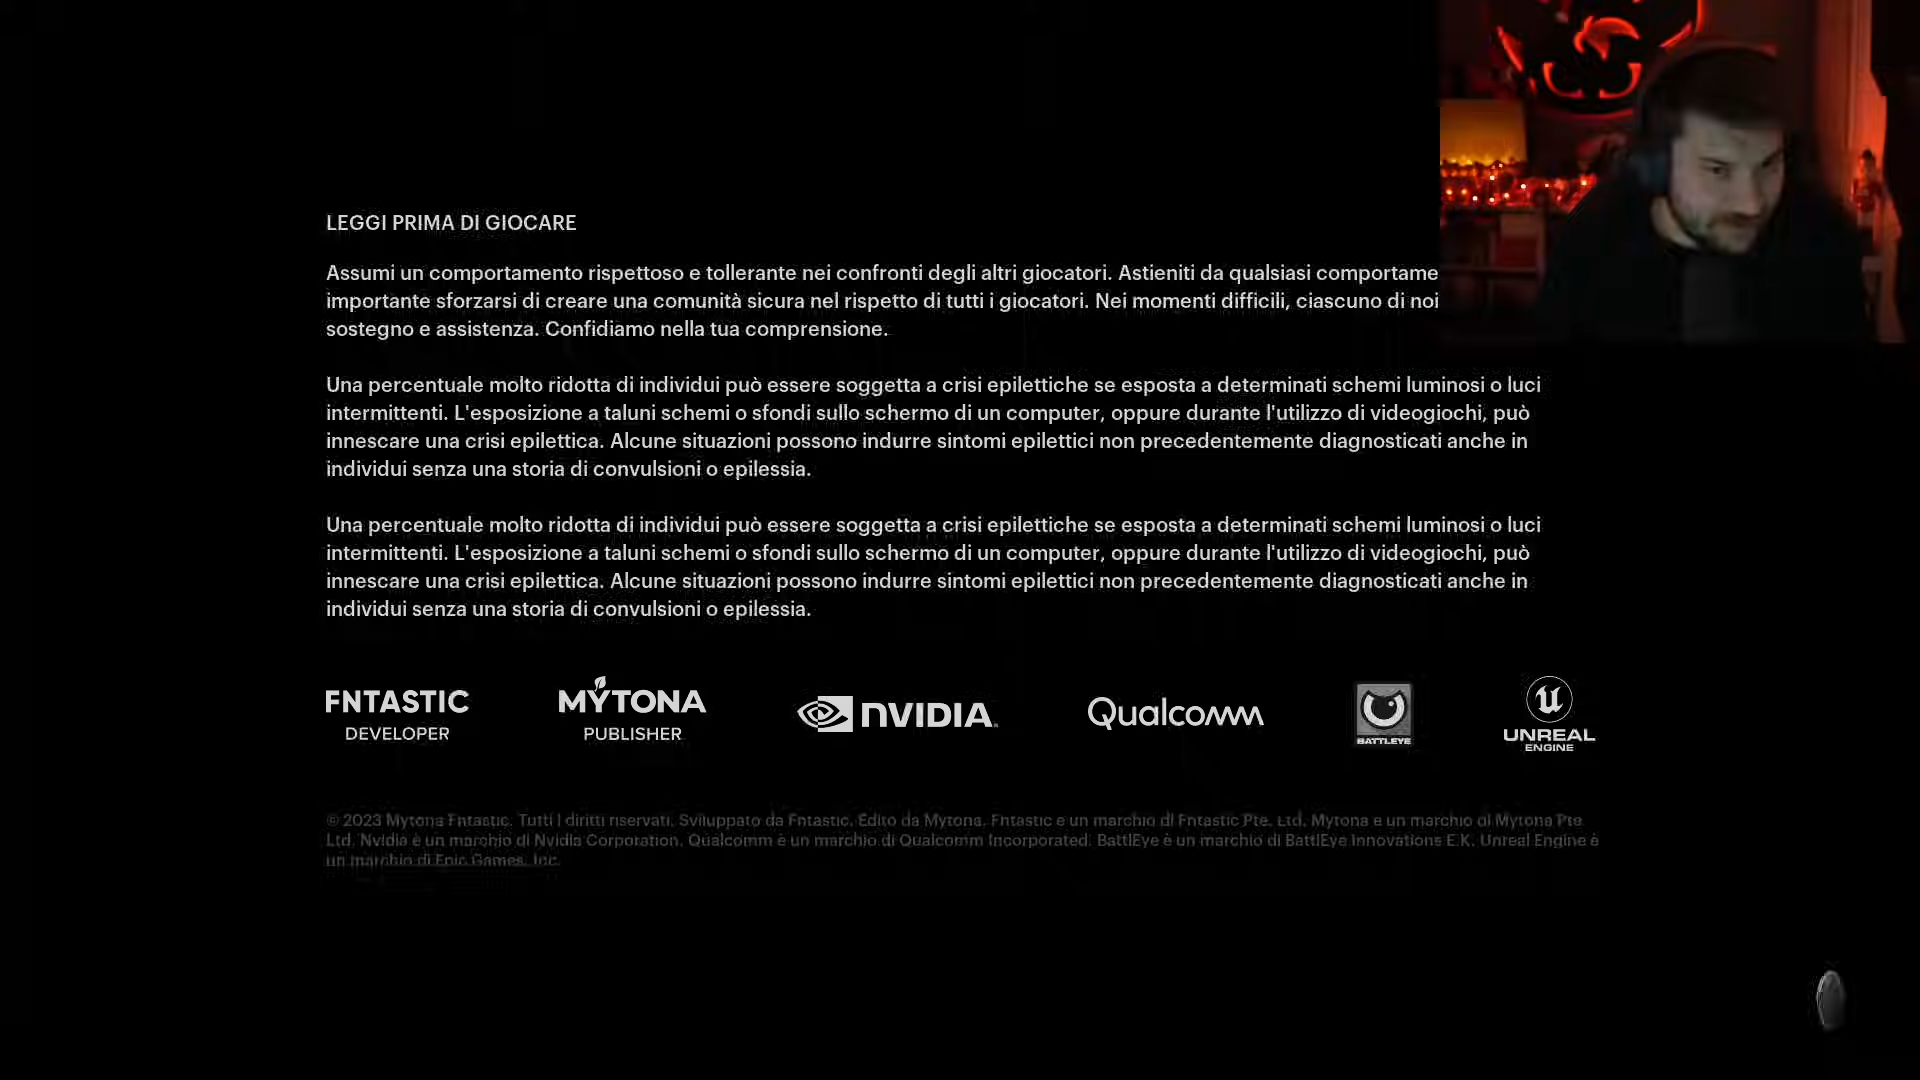 LEGGI PRIMA DI GIOCARE
Assumi un comportamento rispettoso e tollerante nei confronti degli altri giocatori. Astieniti da qualsiasi comportame
importante sforzarsi di creare una comunità sicura nel rispetto di tutti i giocatori. Nei momenti difficili, ciascuno di noi
sostegno e assistenza. Confidiamo nella tua comprensione.
Una percentuale molto ridotta di individui può essere soggetta a crisi epilettiche se esposta a determinati schemi luminosi o luci
intermittenti. L'esposizione a taluni schemi o sfondi sullo schermo di un computer, oppure durante l'utilizzo di videogiochi, può
innescare una crisi epilettica. Alcune situazioni possono indurre sintomi epilettici non precedentemente diagnosticati anche in
individui senza una storia di convulsioni o epilessia.
Una percentuale molto ridotta di individui può essere soggetta a crisi epilettiche se esposta a determinati schemi luminosi o luci
intermittenti. L'esposizione a taluni schemi o sfondi sullo schermo di un computer, oppure durante l'utilizzo di videogiochi, può
innescare una crisi epilettica. Alcune situazioni possono indurre sintomi epilettici non precedentemente diagnosticati anche in
individui senza una storia di convulsioni o epilessia.
FNTASTIC MYTONA NVIDIA. Qualcomm BATTLEYE UNREAL
DEVELOPER PUBLISHER ENGINE
© 2023 Mytona Fntastic. Tutti i diritti riservati. Sviluppato da Fntastic. Edito da Mytona. Fntastic è un marchio di Fntastic Pte. Ltd. Mytona è un marchio di Mytona Pte
Ltd. Nvidia è un marchio di Nvidia Corporation. Qualcomm è un marchio di Qualcomm Incorporated. BattlEye è un marchio di BattlEye Innovations E.K. Unreal Engine è
un marchio di Epic Games, Inc.